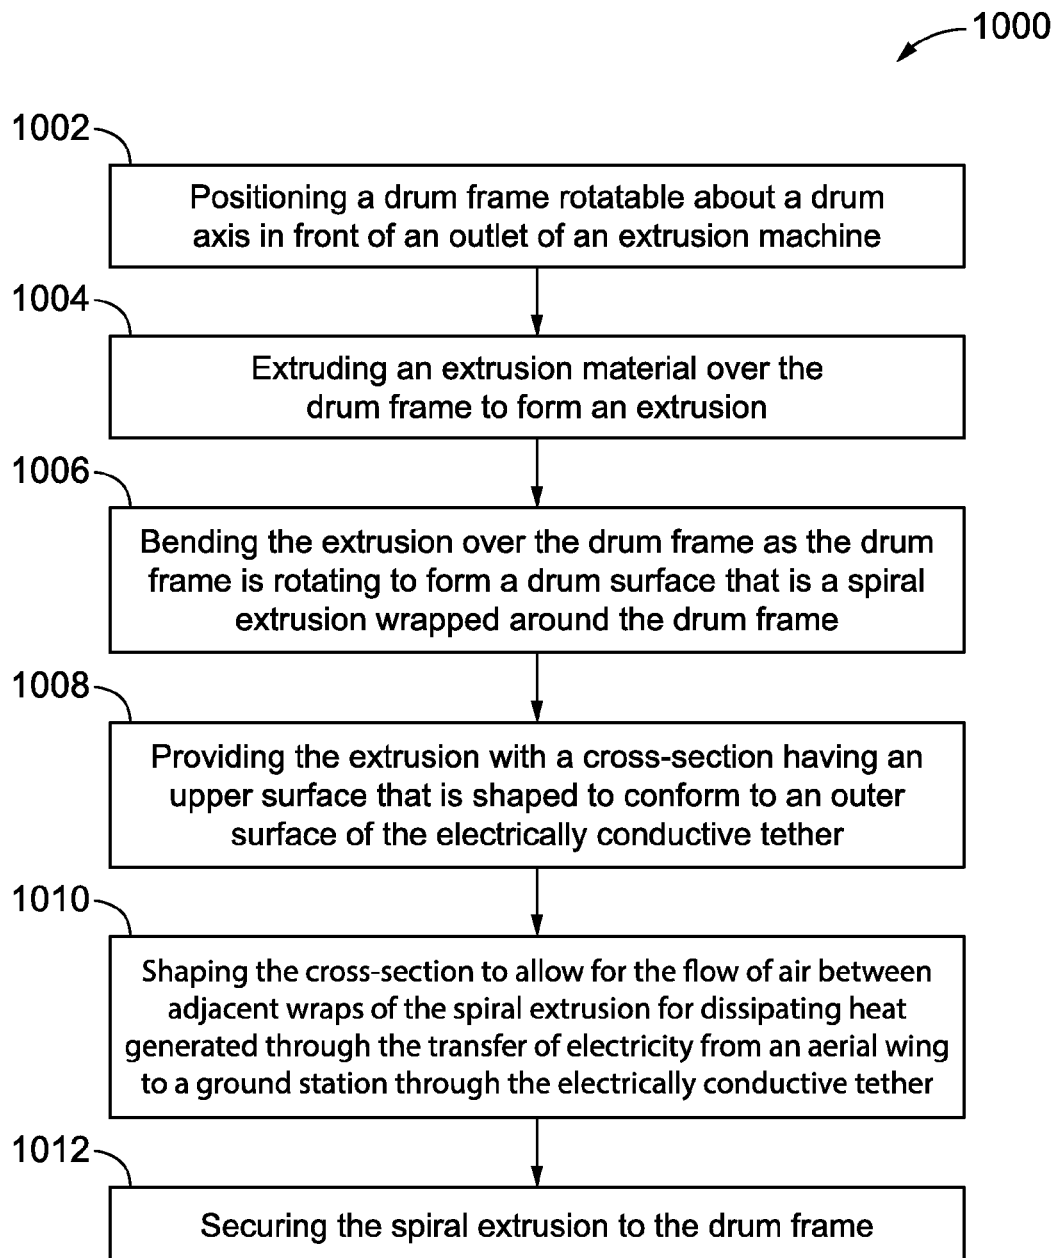 1000
1002
Positioning a drum frame rotatable about a drum
axis in front of an outlet of an extrusion machine
1004
Extruding an extrusion material over the
drum frame to form an extrusion
1006
Bending the extrusion over the drum frame as the drum
frame is rotating to form a drum surface that is a spiral
extrusion wrapped around the drum frame
1008
Providing the extrusion with a cross-section having an
upper surface that is shaped to conform to an outer
surface of the electrically conductive tether
1010
Shaping the cross-section to allow for the flow of air between
adjacent wraps of the spiral extrusion for dissipating heat
generated through the transfer of electricity from an aerial wing
to a ground station through the electrically conductive tether
1012
Securing the spiral extrusion to the drum frame